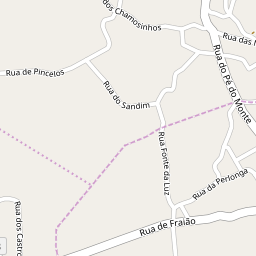 dos Chamosinhos
Rua das
Rua do Pé do Monte
Rua de Pincelos
Rua do Sandim
Rua Fonte da Luz
Rua da Perlonga
Rua dos Castro
Rua de Fraião